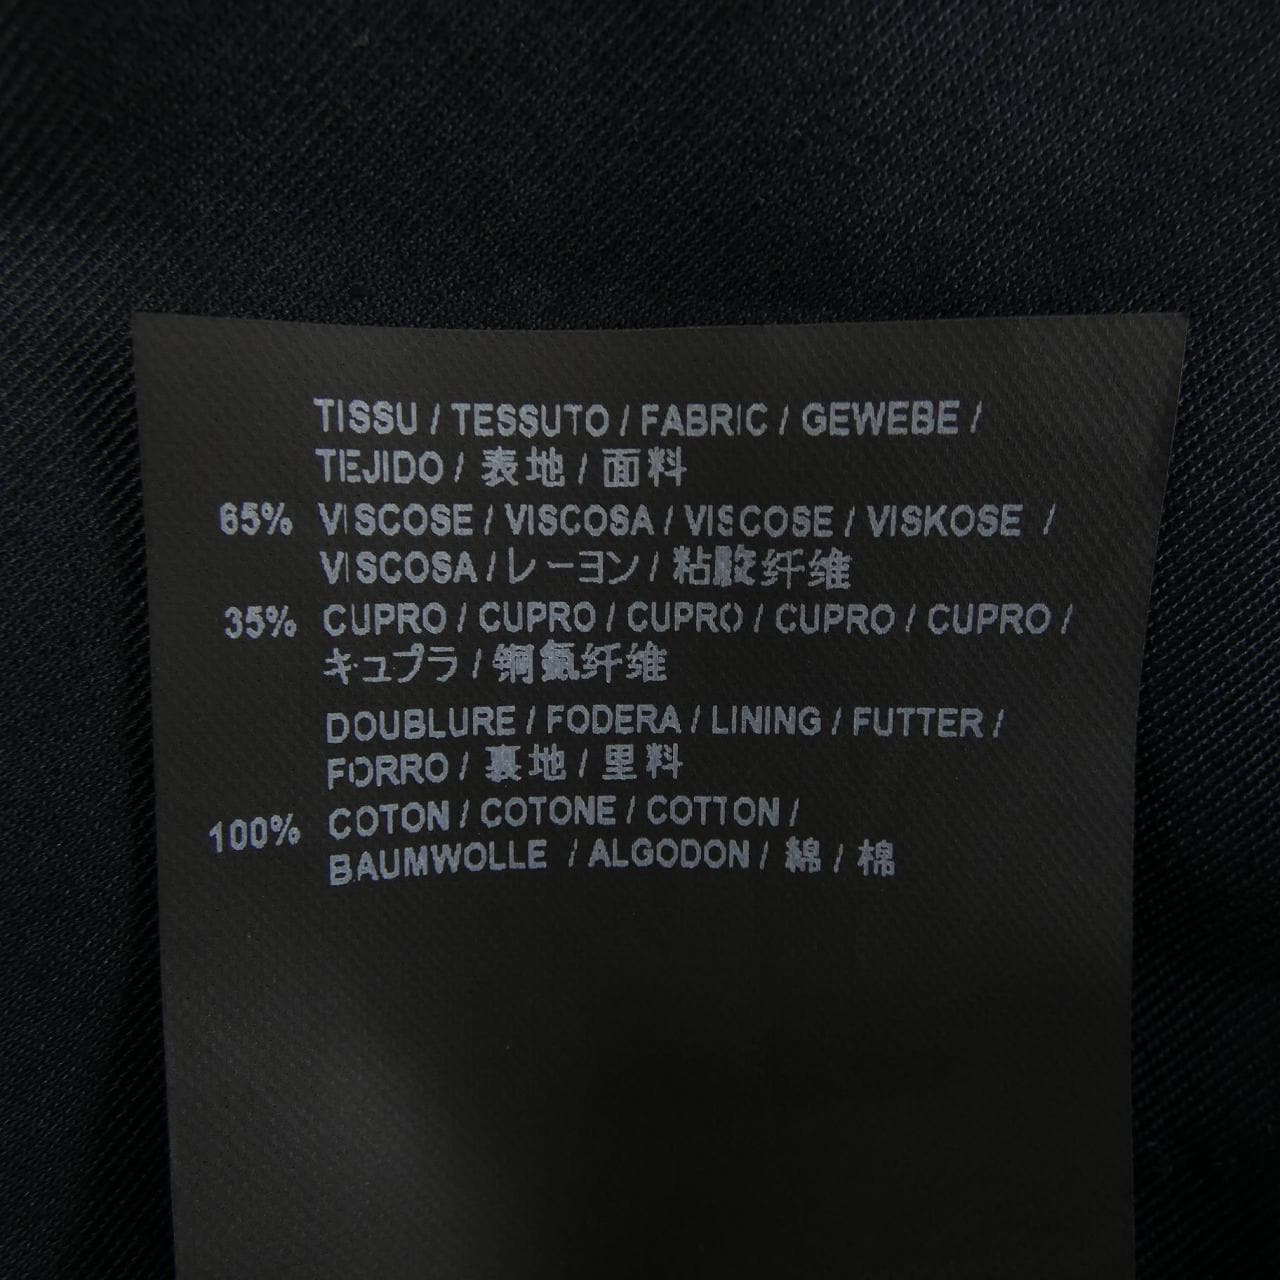 TISSU / TESSUTO / FABRIC / GEWEBE /
TEJIDO / 表地 / 面料
65% VISCOSE / VISCOSA / VISCOSE / VISKOSE /
VISCOSA / レーヨン / 粘胶纤维
35% CUPRO / CUPRO / CUPRO / CUPRO / CUPRO /
キュプラ / 铜氨纤维
DOUBLURE / FODERA / LINING / FUTTER /
FORRO / 裏地 / 里料
100% COTON / COTONE / COTTON /
BAUMWOLLE / ALGODON / 綿 / 棉